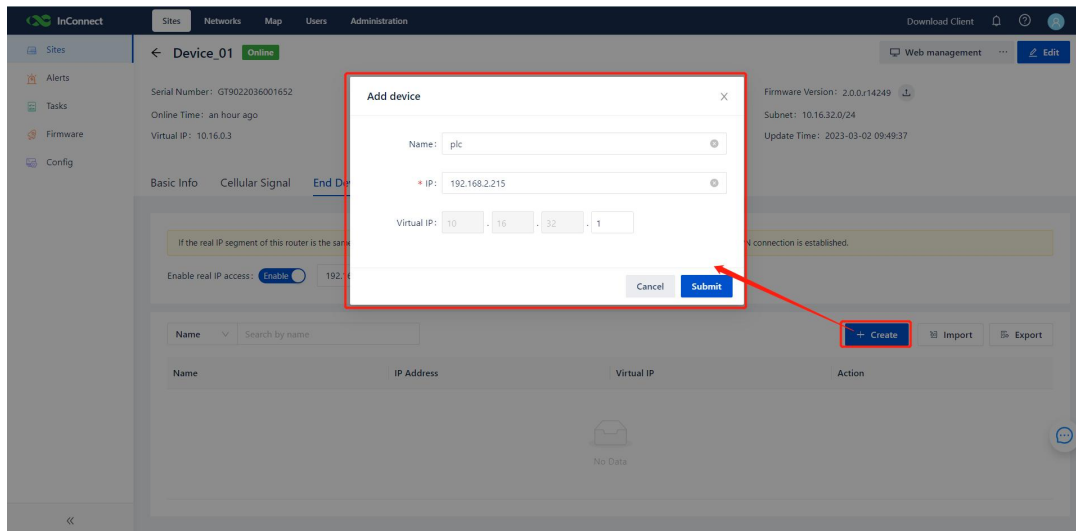 InConnect
Sites Networks Map Users Administration
Download Client
Sites
Alerts
Tasks
Firmware
Config
Device_01 Online
Web management ... Edit
Serial Number: GT9022036001652
Online Time: an hour ago
Virtual IP: 10.16.0.3
Firmware Version: 2.0.0.r14249
Subnet: 10.16.32.0/24
Update Time: 2023-03-02 09:49:37
Basic Info Cellular Signal End De
Add device
Name: plc
* IP: 192.168.2.215
Virtual IP: 10 . 16 . 32 . 1
Cancel Submit
If the real IP segment of this router is the same
N connection is established.
Enable real IP access: Enable 192.16
Name Search by name
+ Create Import Export
Name IP Address Virtual IP Action
No Data